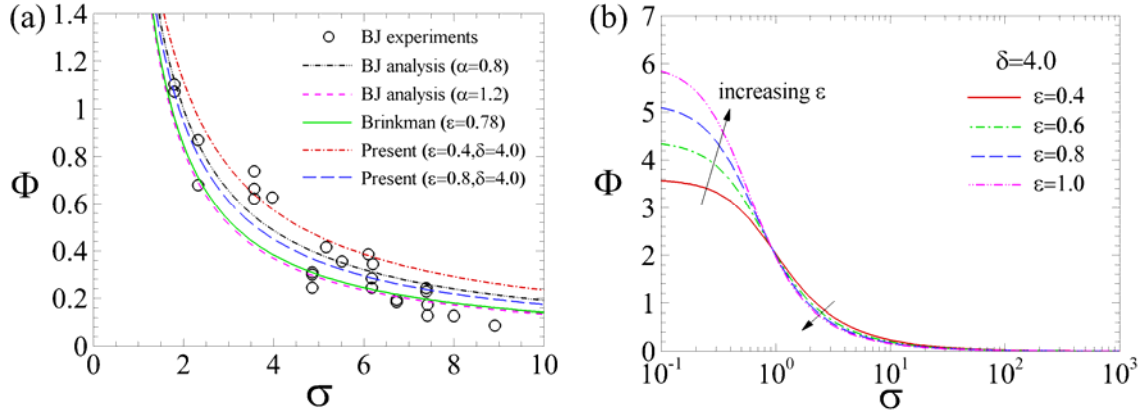 (a)
1.4
1.2
1
0.8
0.6
0.4
0.2
0
Φ
0 2 4 6 8 10
σ
BJ experiments
BJ analysis (α=0.8)
BJ analysis (α=1.2)
Brinkman (ε=0.78)
Present (ε=0.4,δ=4.0)
Present (ε=0.8,δ=4.0)
(b)
7
6
5
4
3
2
1
0
Φ
10⁻¹ 10⁰ 10¹ 10² 10³
σ
increasing ε
δ=4.0
ε=0.4
ε=0.6
ε=0.8
ε=1.0